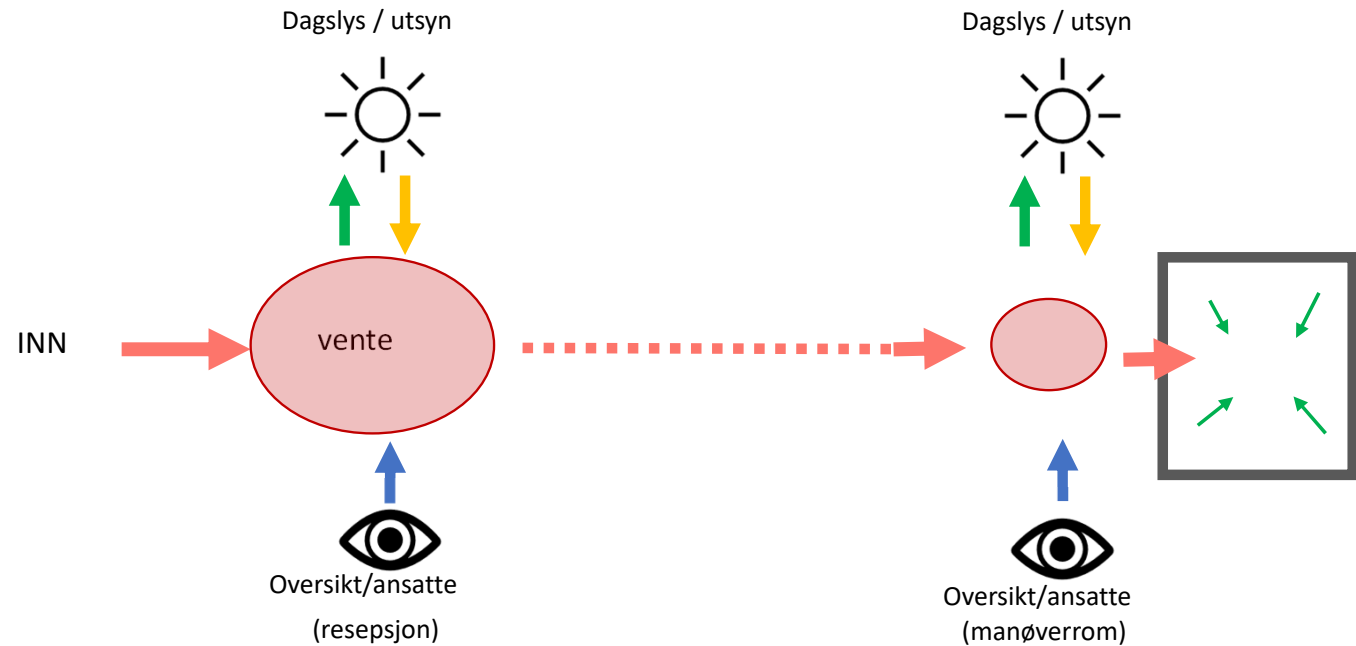 Dagslys / utsyn
Dagslys / utsyn
INN
vente
Oversikt/ansatte
(resepsjon)
Oversikt/ansatte
(manøverrom)